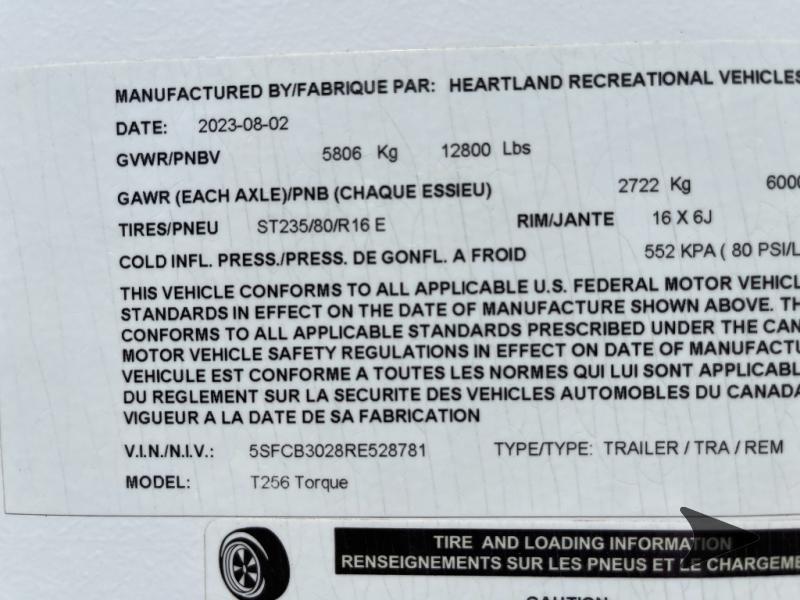 MANUFACTURED BY/FABRIQUE PAR: HEARTLAND RECREATIONAL VEHICLES
DATE: 2023-08-02
GVWR/PNBV 5806 Kg 12800 Lbs
GAWR (EACH AXLE)/PNB (CHAQUE ESSIEU) 2722 Kg 6000
TIRES/PNEU ST235/80/R16 E RIM/JANTE 16 X 6J
COLD INFL. PRESS./PRESS. DE GONFL. A FROID 552 KPA ( 80 PSI/L
THIS VEHICLE CONFORMS TO ALL APPLICABLE U.S. FEDERAL MOTOR VEHICL
STANDARDS IN EFFECT ON THE DATE OF MANUFACTURE SHOWN ABOVE. TH
CONFORMS TO ALL APPLICABLE STANDARDS PRESCRIBED UNDER THE CAN
MOTOR VEHICLE SAFETY REGULATIONS IN EFFECT ON DATE OF MANUFACTU
VEHICULE EST CONFORME A TOUTES LES NORMES QUI LUI SONT APPLICABL
DU REGLEMENT SUR LA SECURITE DES VEHICLES AUTOMOBILES DU CANADA
VIGUEUR A LA DATE DE SA FABRICATION
V.I.N./N.I.V.: 5SFCB3028RE528781 TYPE/TYPE: TRAILER / TRA / REM
MODEL: T256 Torque
TIRE AND LOADING INFORMATION
RENSEIGNEMENTS SUR LES PNEUS ET LE CHARGEME
CAUTION